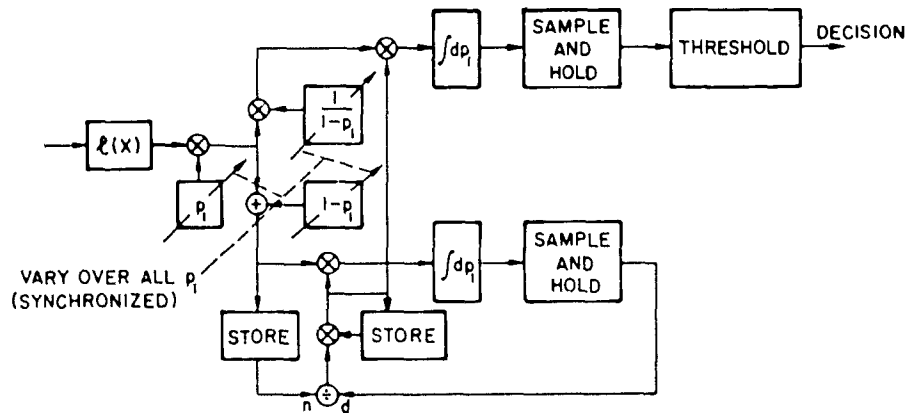 DECISION
SAMPLE AND HOLD
THRESHOLD
∫dp₁
1/(1-p₁)
ℓ(X)
p₁
1-p₁
+
VARY OVER ALL p₁
(SYNCHRONIZED)
∫dp₁
SAMPLE AND HOLD
STORE
STORE
n ÷ d